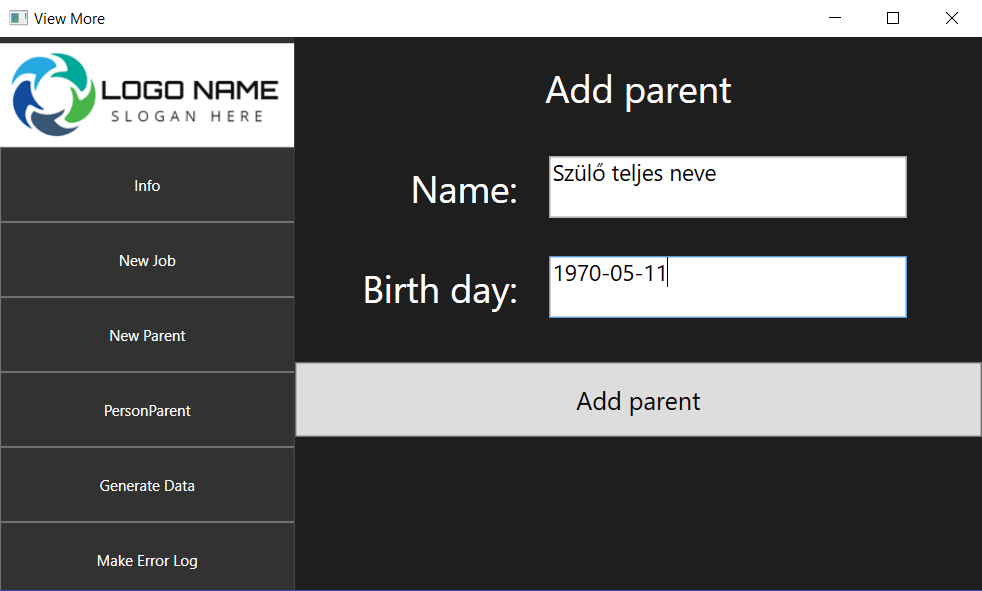 View More
LOGO NAME
SLOGAN HERE
Info
New Job
New Parent
PersonParent
Generate Data
Make Error Log
Add parent
Name:
Szülő teljes neve
Birth day:
1970-05-11
Add parent